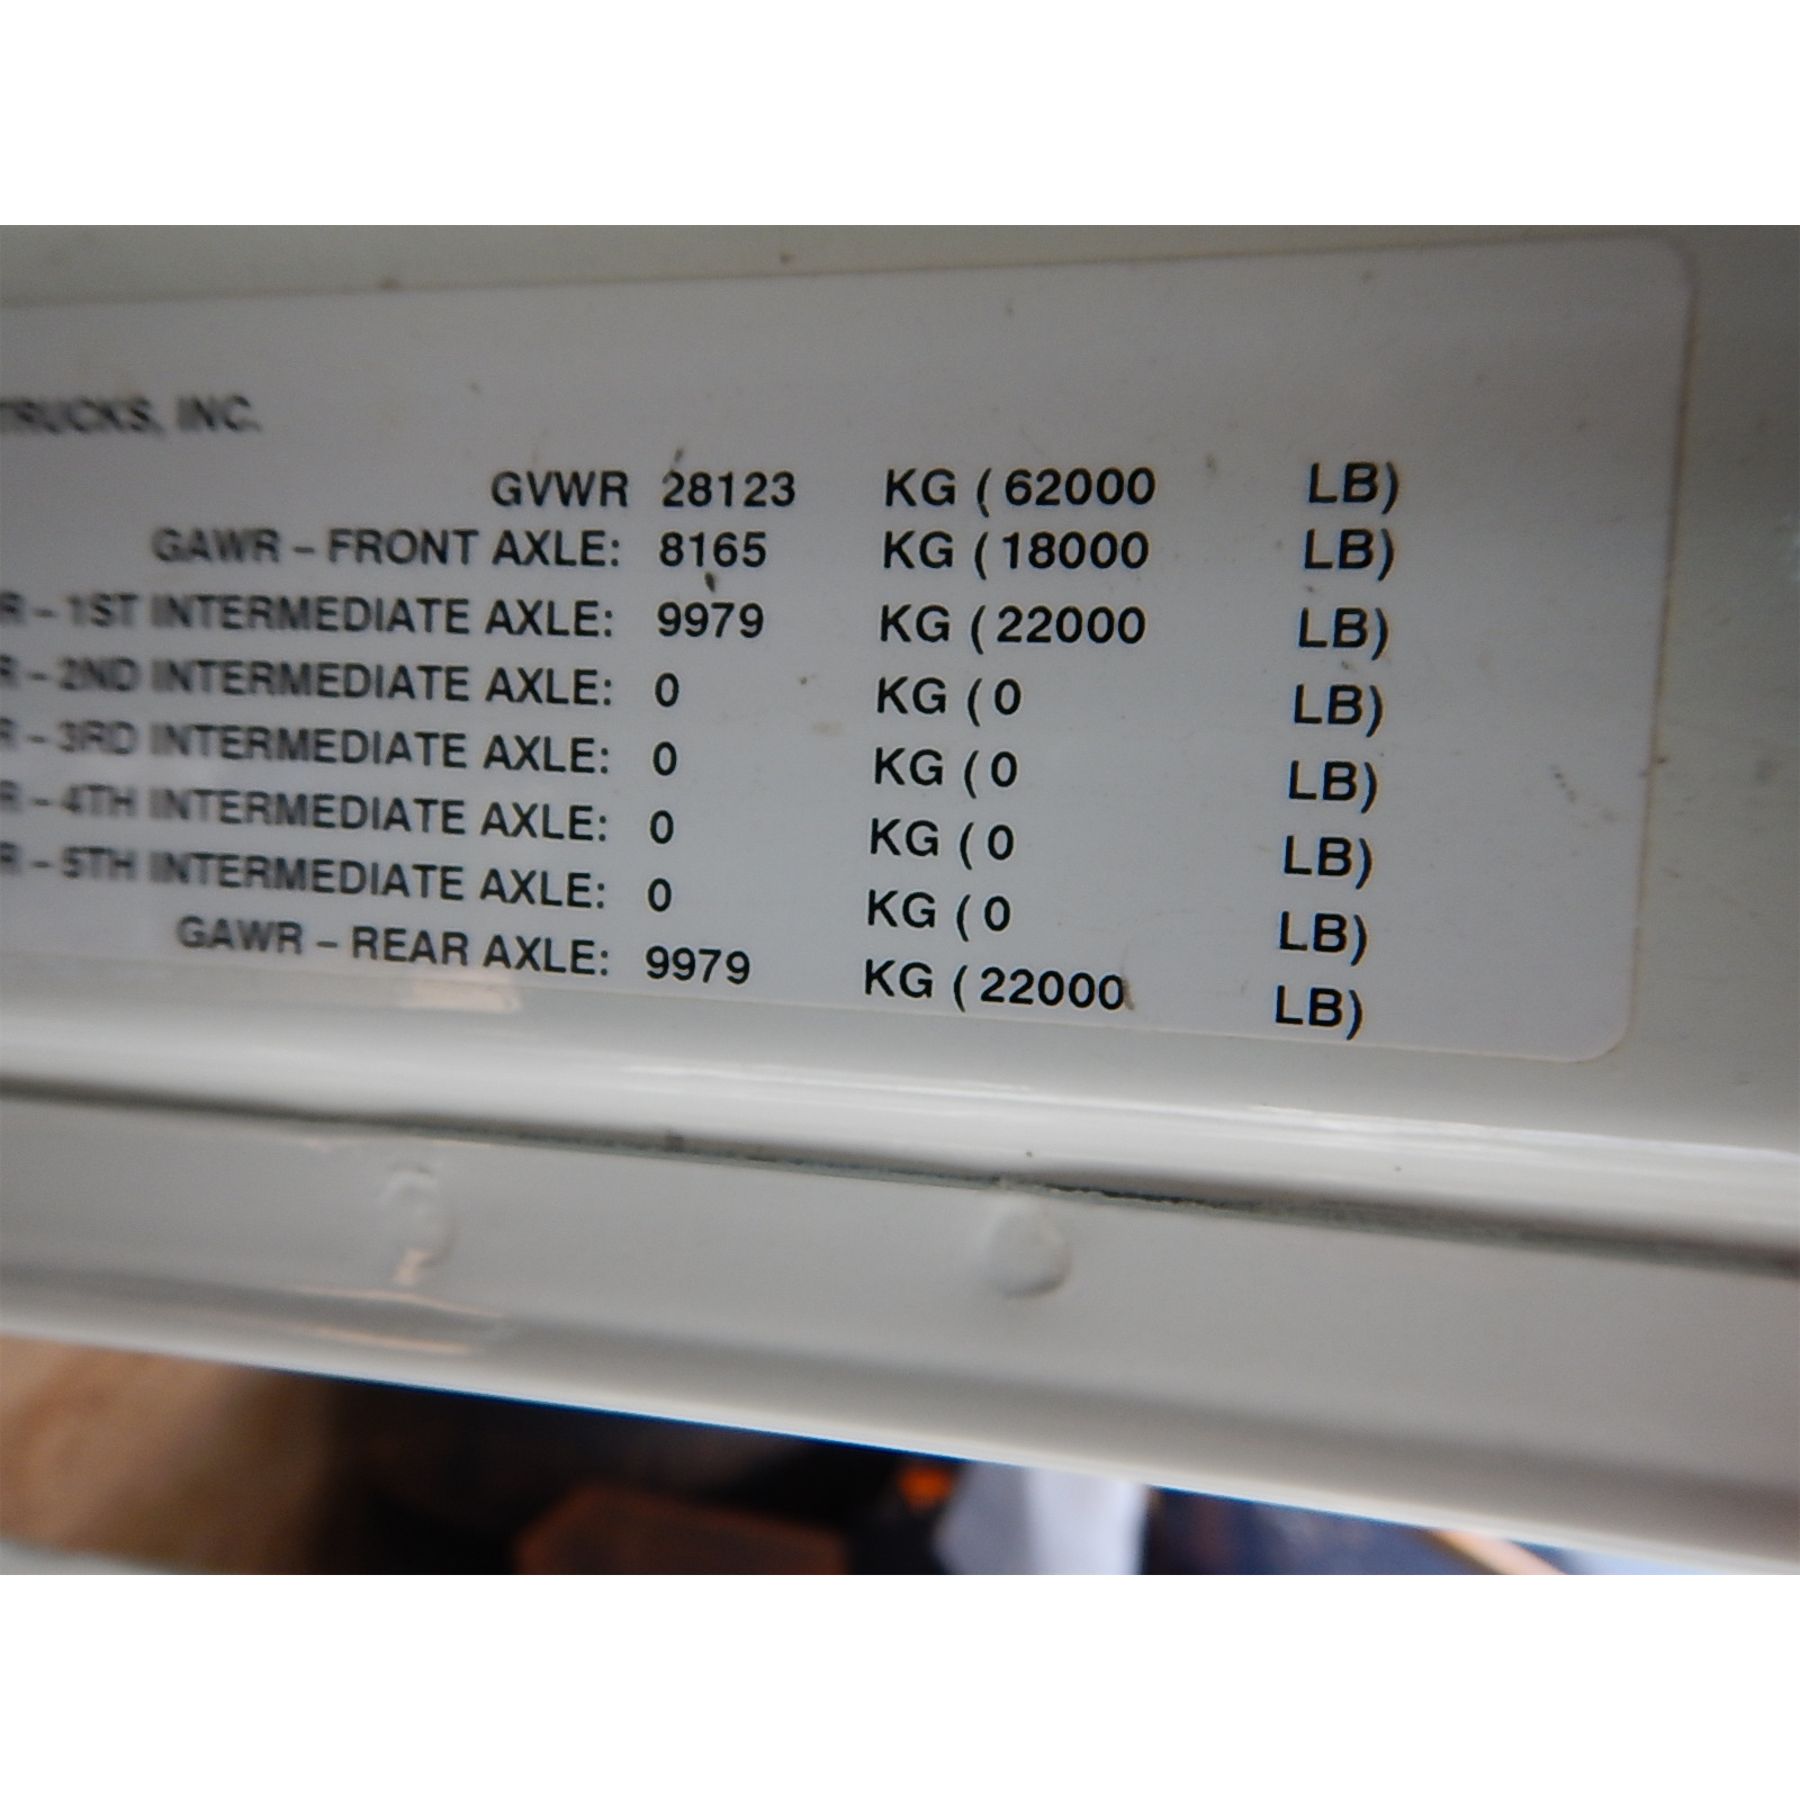 TRUCKS, INC.
GVWR 28123 KG (62000 LB)
GAWR – FRONT AXLE: 8165 KG (18000 LB)
R – 1ST INTERMEDIATE AXLE: 9979 KG (22000 LB)
R – 2ND INTERMEDIATE AXLE: 0 KG (0 LB)
R – 3RD INTERMEDIATE AXLE: 0 KG (0 LB)
R – 4TH INTERMEDIATE AXLE: 0 KG (0 LB)
R – 5TH INTERMEDIATE AXLE: 0 KG (0 LB)
GAWR – REAR AXLE: 9979 KG (22000 LB)